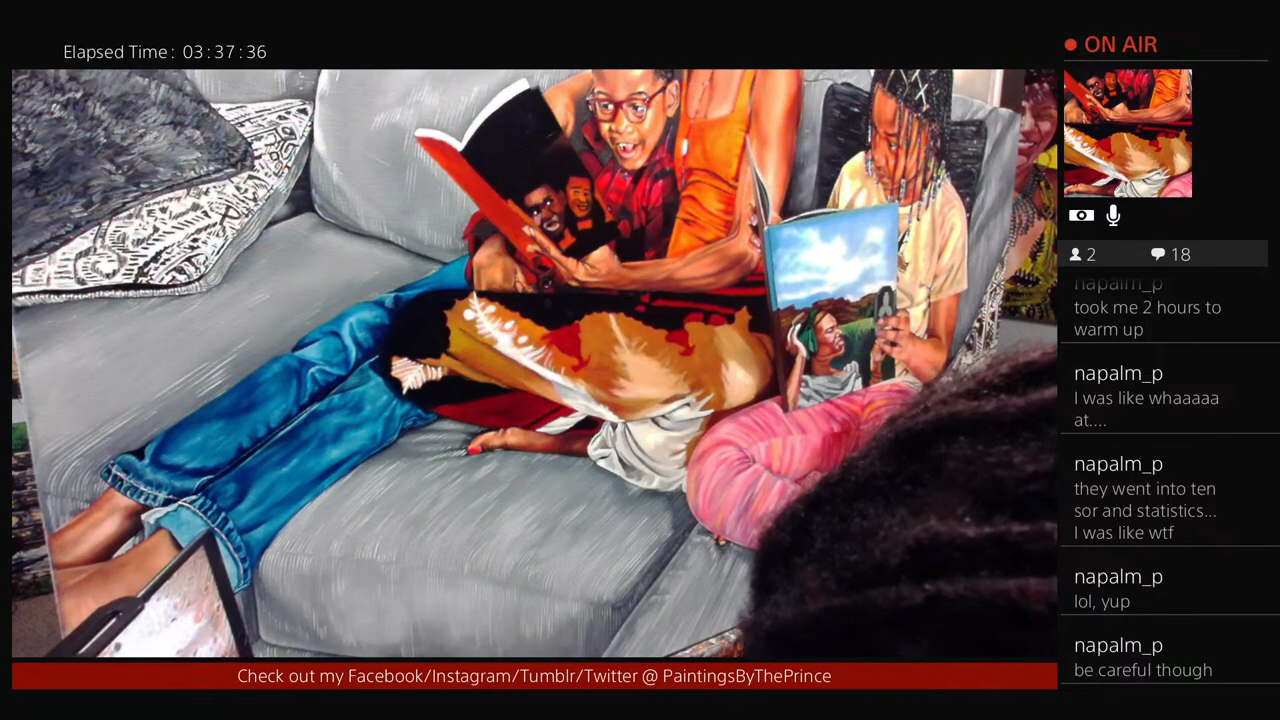 Elapsed Time: 03:37:36
ON AIR
2
18
napalm_p
took me 2 hours to
warm up
napalm_p
I was like whaaaaa
at....
napalm_p
they went into ten
sor and statistics...
I was like wtf
napalm_p
lol, yup
napalm_p
be careful though
Check out my Facebook/Instagram/Tumblr/Twitter @ PaintingsByThePrince